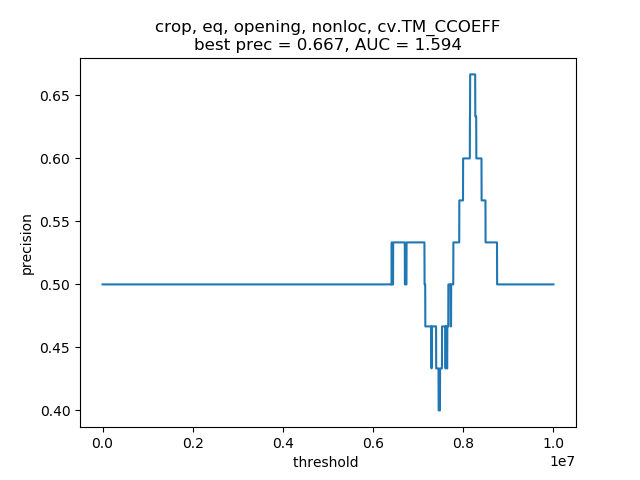 crop, eq, opening, nonloc, cv.TM_CCOEFF
best prec = 0.667, AUC = 1.594
0.65
0.60
0.55
0.50
0.45
0.40
precision
0.0 0.2 0.4 0.6 0.8 1.0
1e7
threshold